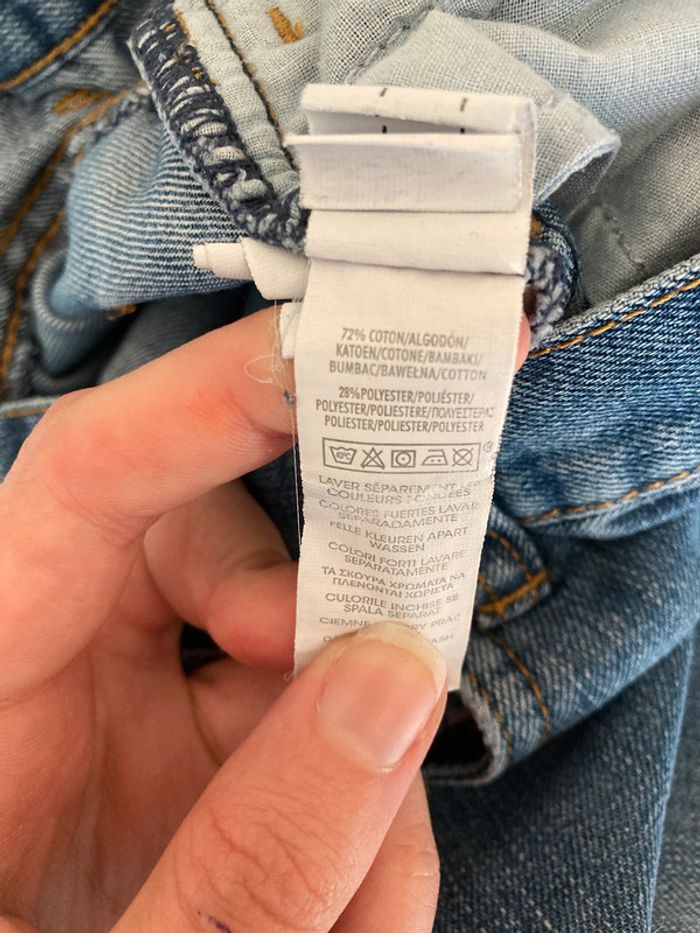 72% COTON/ALGODÓN/
KATOEN/COTONE/BAMBAKI/
BUMBAC/BAWEŁNA/COTTON
28%POLYESTER/POLIÉSTER/
POLYESTER/POLIESTERE/ΠΟΛΥΕΣΤΕΡΑΣ
POLIESTER/POLIESTER/POLYESTER
40°C
LAVER SÉPAREMENT LES
COULEURS FONCÉES
COLORES FUERTES LAVAR
SEPARADAMENTE
FELLE KLEUREN APART
WASSEN
COLORI FORTI LAVARE
SEPARATAMENTE
ΤΑ ΣΚΟΥΡΑ ΧΡΩΜΑΤΑ ΝΑ
ΠΛΕΝΟΝΤΑΙ ΧΩΡΙΣΤΑ
CULORILE INCHISE SE
SPALA SEPARAT